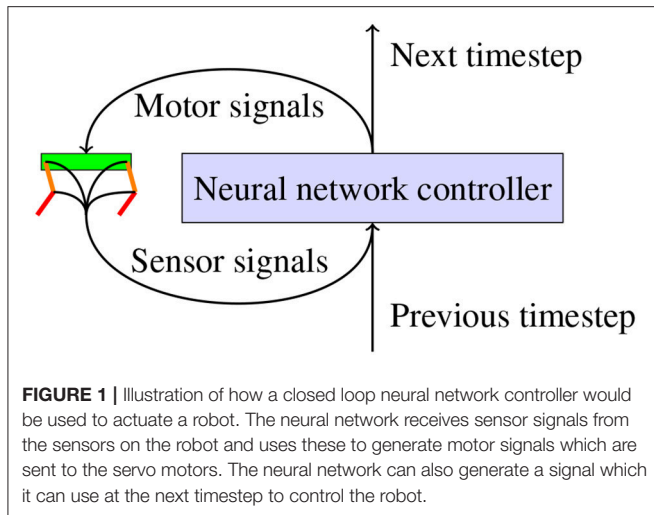 Next timestep
Motor signals
Neural network controller
Sensor signals
Previous timestep
FIGURE 1 | Illustration of how a closed loop neural network controller would
be used to actuate a robot. The neural network receives sensor signals from
the sensors on the robot and uses these to generate motor signals which are
sent to the servo motors. The neural network can also generate a signal which
it can use at the next timestep to control the robot.